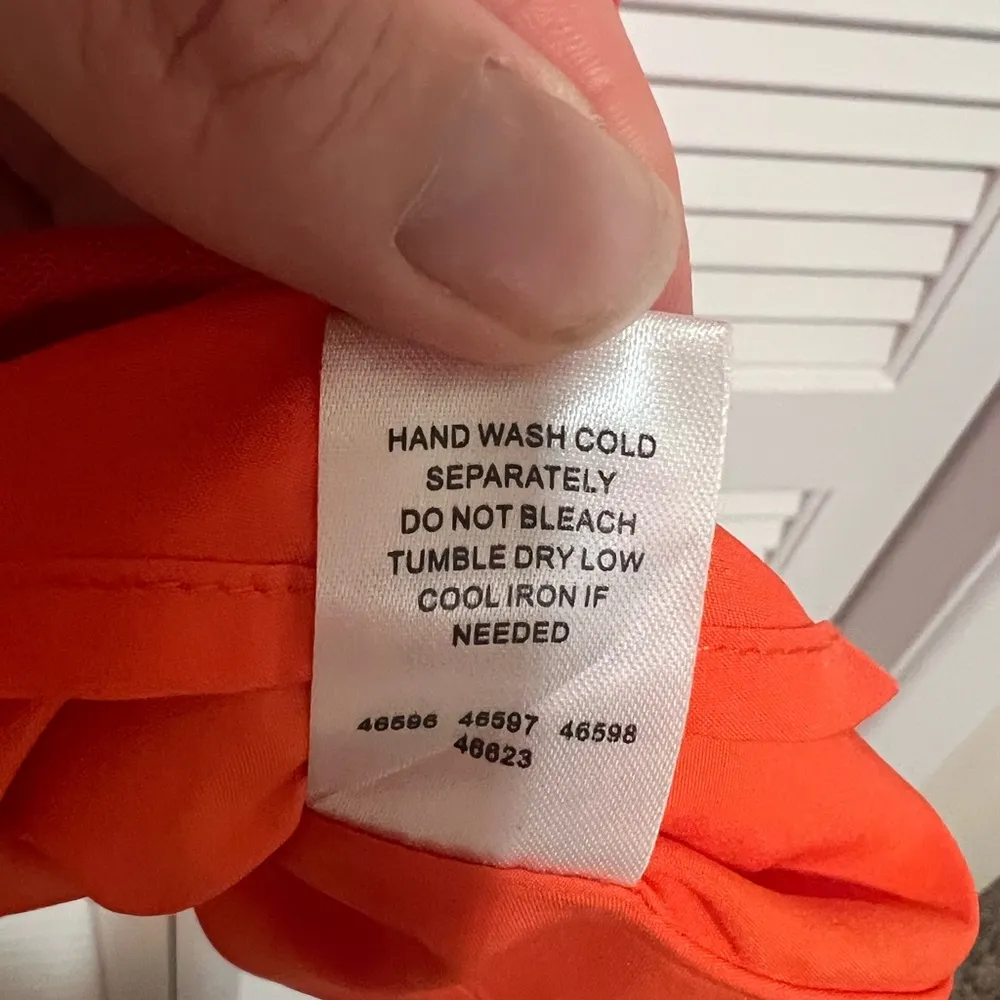 HAND WASH COLD
SEPARATELY
DO NOT BLEACH
TUMBLE DRY LOW
COOL IRON IF
NEEDED
46596 46597 46598
46623